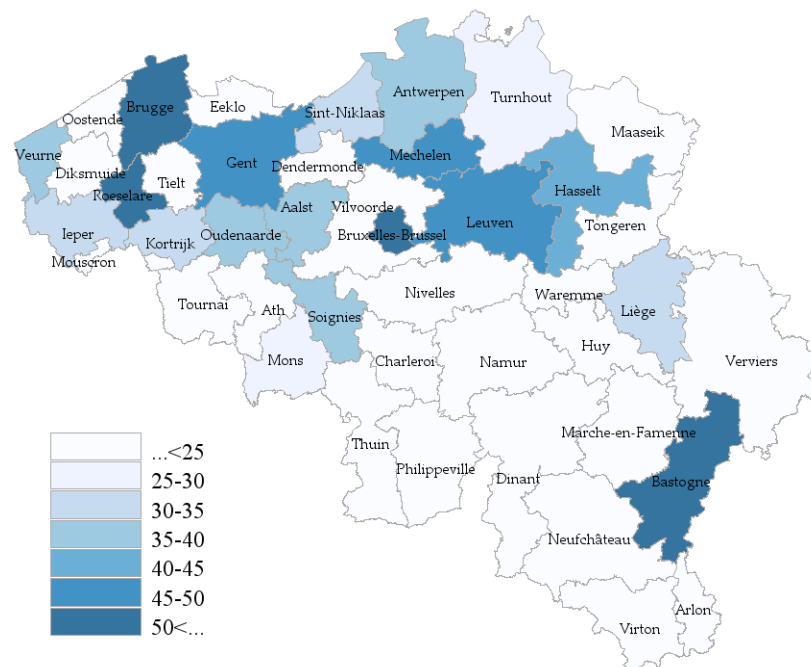 Antwerpen
Turnhout
Brugge
Eeklo
Sint-Niklaas
Oostende
Maaseik
Veurne
Mechelen
Gent
Dendermonde
Diksmuide
Tielt
Hasselt
Roeselare
Aalst
Vilvoorde
Leuven
Tongeren
Ieper
Oudenaarde
Bruxelles-Brussel
Kortrijk
Mouscron
Nivelles
Waremme
Tournai
Ath
Soignies
Liège
Huy
Mons
Charleroi
Namur
Verviers
Marche-en-Famenne
Thuin
Philippeville
Dinant
Bastogne
Neufchâteau
Arlon
Virton
...<25
25-30
30-35
35-40
40-45
45-50
50<...